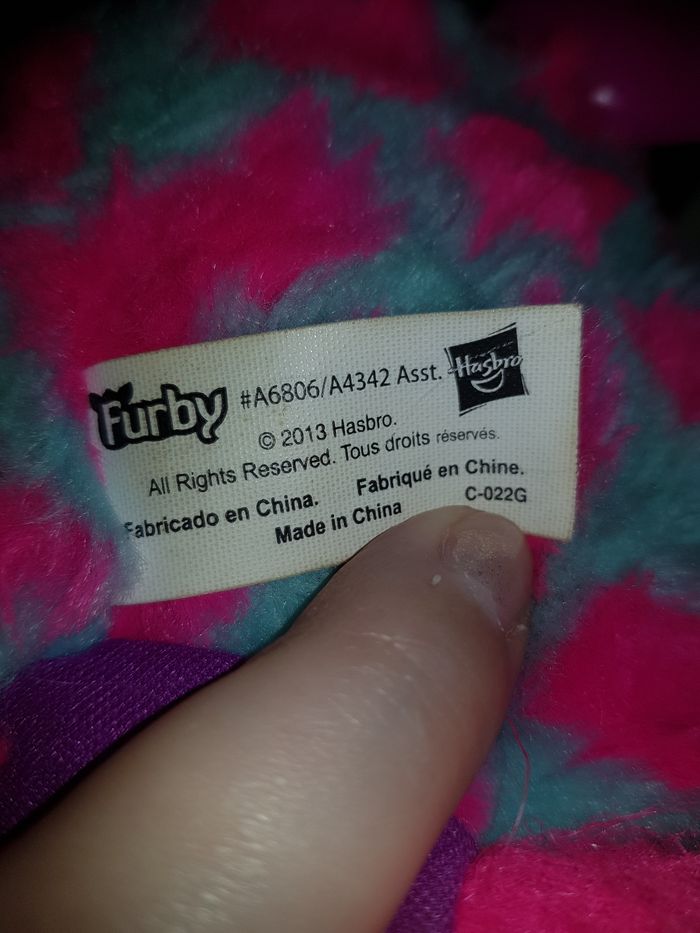 Furby #A6806/A4342 Asst. Hasbro
© 2013 Hasbro.
All Rights Reserved. Tous droits réservés.
Fabricado en China. Fabriqué en Chine.
Made in China C-022G